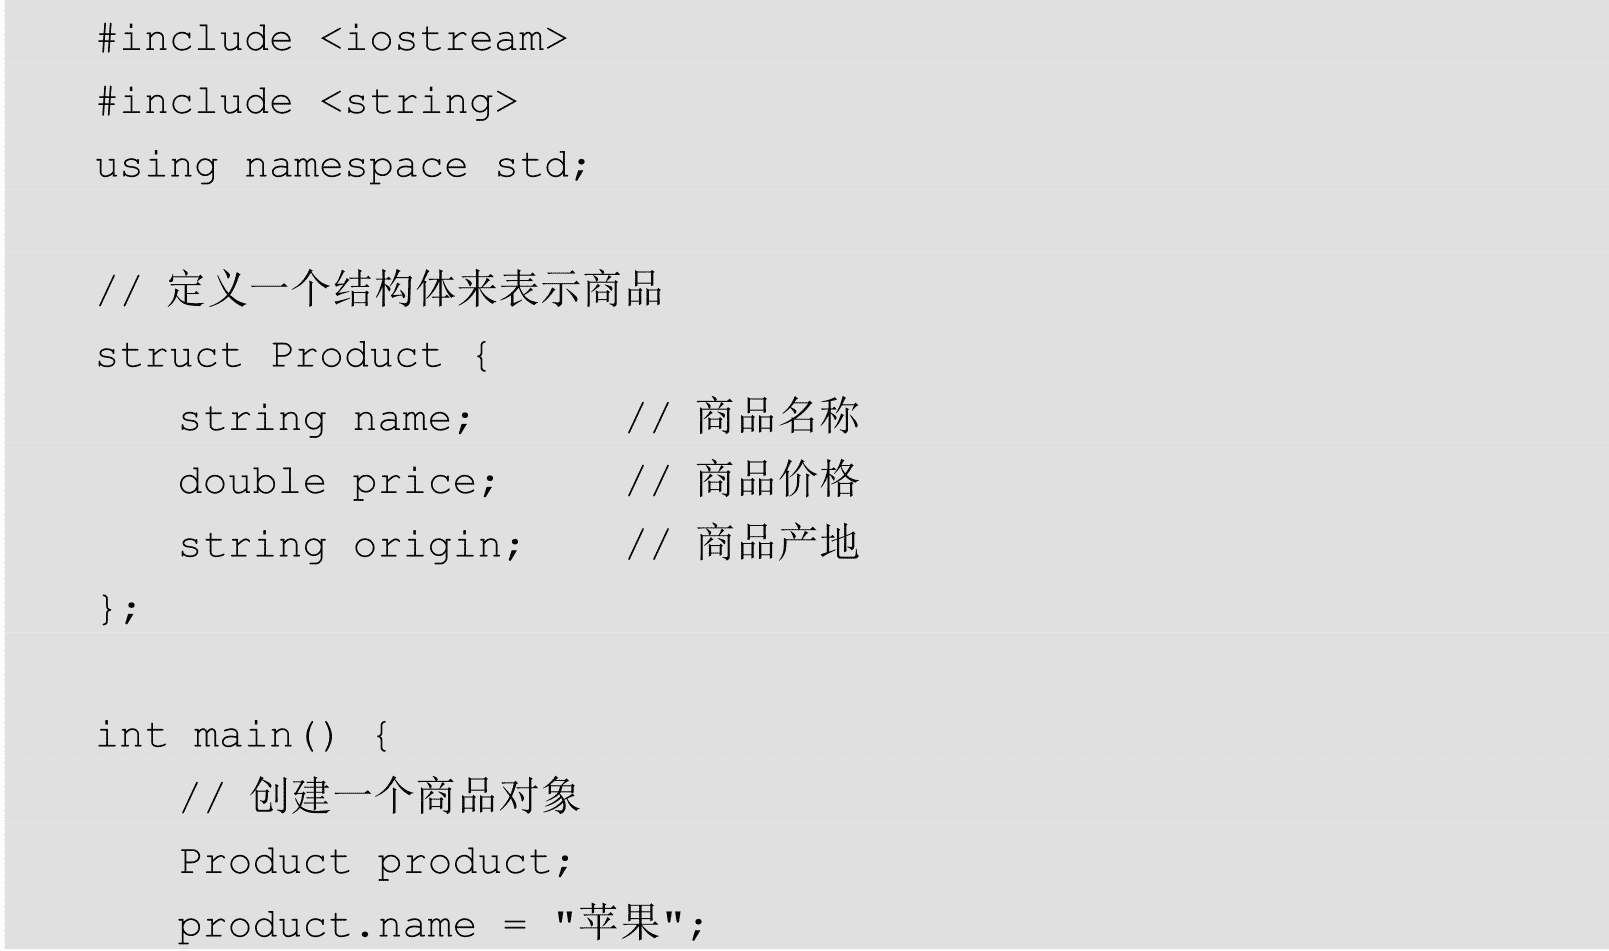 #include <iostream>
#include <string>
using namespace std;
// 定义一个结构体来表示商品
struct Product {
string name; // 商品名称
double price; // 商品价格
string origin; // 商品产地
};
int main() {
// 创建一个商品对象
Product product;
product.name = "苹果";